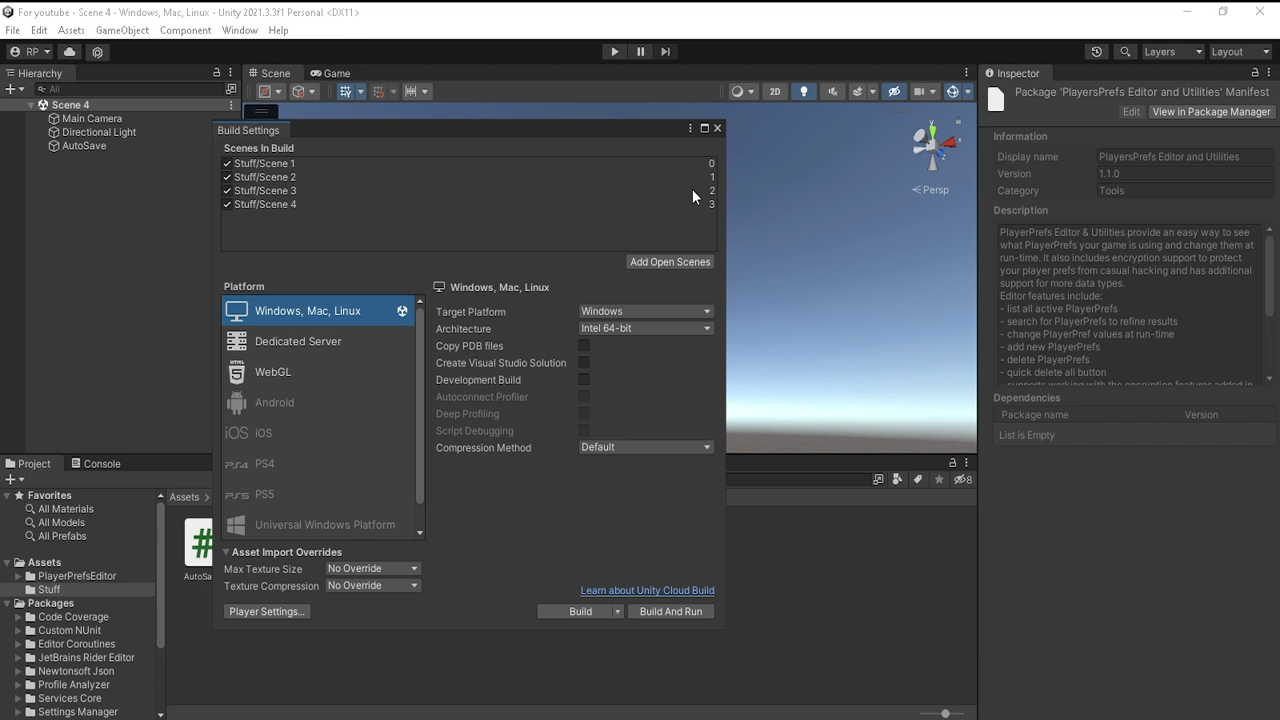 For youtube - Scene 4 - Windows, Mac, Linux - Unity 2021.3.3f1 Personal <DX11>
File Edit Assets GameObject Component Window Help
RP Layers Layout
Hierarchy
All
Scene 4
Main Camera
Directional Light
AutoSave
Scene Game
2D
Persp
Build Settings
Scenes In Build
Stuff/Scene 1 0
Stuff/Scene 2 1
Stuff/Scene 3 2
Stuff/Scene 4 3
Add Open Scenes
Platform
Windows, Mac, Linux
Dedicated Server
WebGL
Android
iOS iOS
PS4 PS4
PS5 PS5
Universal Windows Platform
Windows, Mac, Linux
Target Platform Windows
Architecture Intel 64-bit
Copy PDB files
Create Visual Studio Solution
Development Build
Autoconnect Profiler
Deep Profiling
Script Debugging
Compression Method Default
Asset Import Overrides
Max Texture Size No Override
Texture Compression No Override
Learn about Unity Cloud Build
Player Settings... Build Build And Run
Inspector
Package 'PlayersPrefs Editor and Utilities' Manifest
Edit View in Package Manager
Information
Display name PlayersPrefs Editor and Utilities
Version 1.1.0
Category Tools
Description
PlayerPrefs Editor & Utilities provide an easy way to see
what PlayerPrefs your game is using and change them at
run-time. It also includes encryption support to protect
your player prefs from casual hacking and has additional
support for more data types.
Editor features include:
- list all active PlayerPrefs
- search for PlayerPrefs to refine results
- change PlayerPref values at run-time
- add new PlayerPrefs
- delete PlayerPrefs
- quick delete all button
- supports working with the encryption features added in
Dependencies
Package name Version
List is Empty
Project Console
Favorites
All Materials
All Models
All Prefabs
Assets
PlayerPrefsEditor
Stuff
Packages
Code Coverage
Custom NUnit
Editor Coroutines
JetBrains Rider Editor
Newtonsoft Json
Profile Analyzer
Services Core
Settings Manager
Assets >
#
AutoSa
8